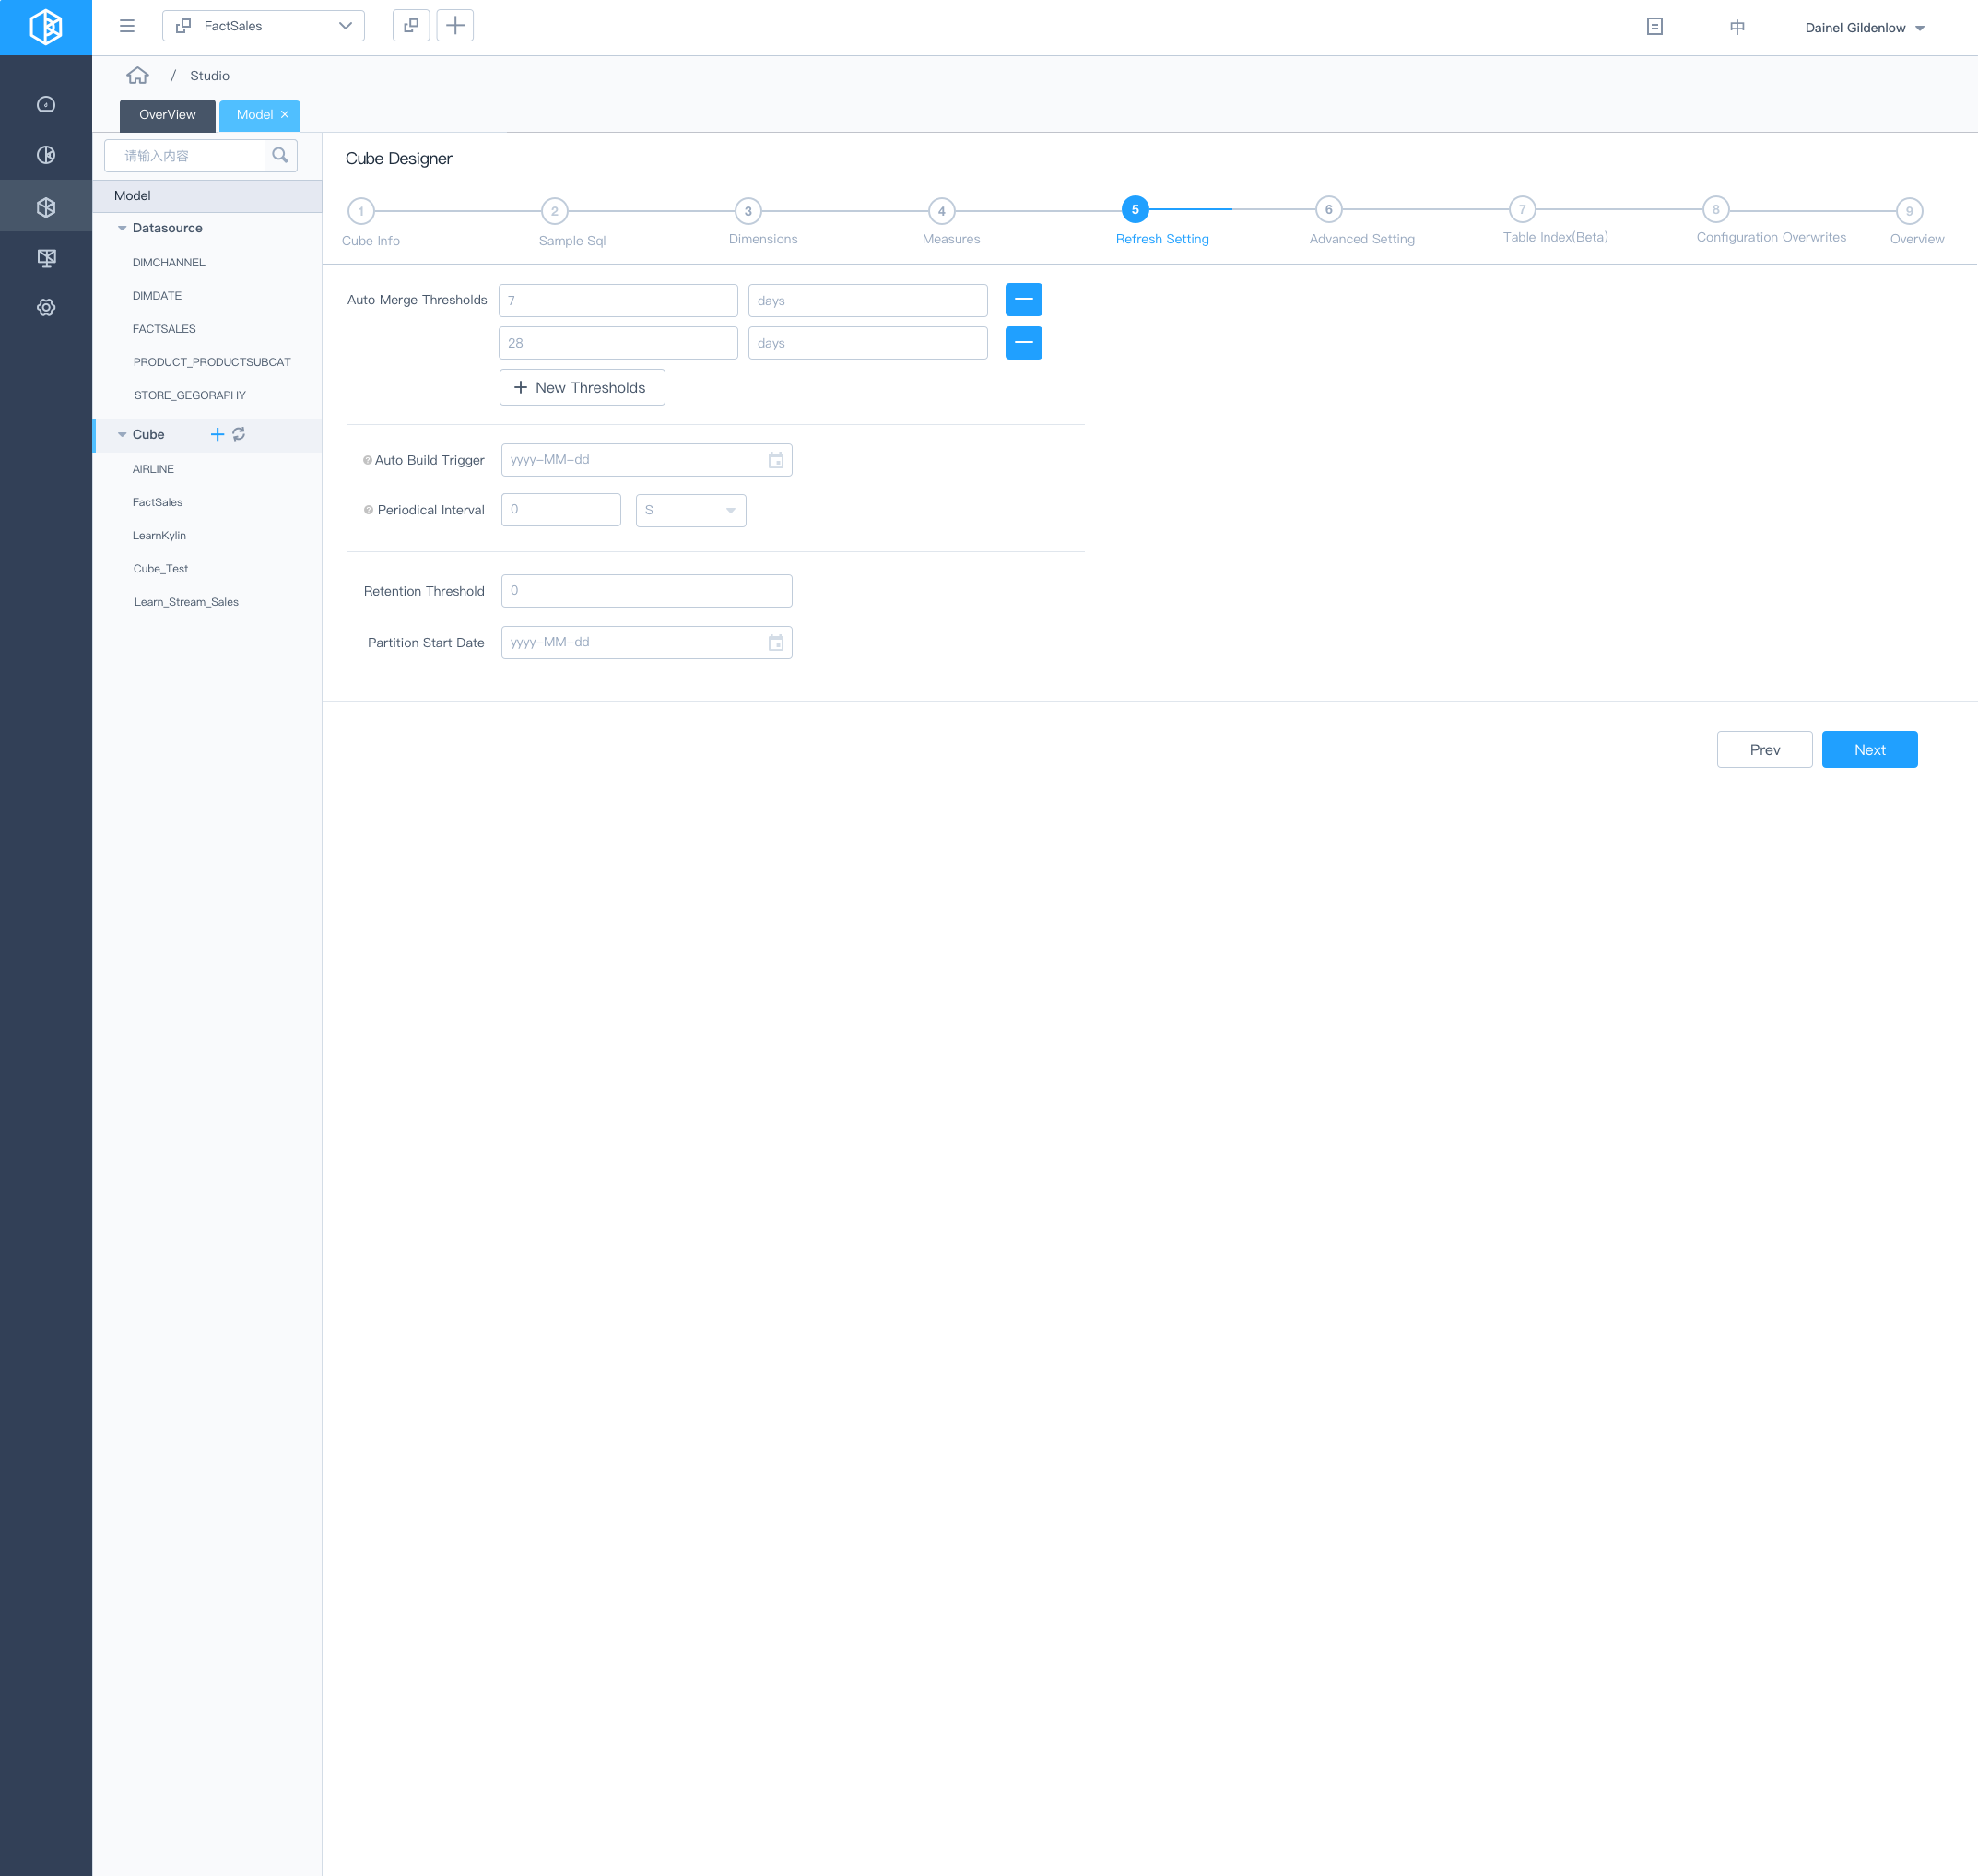 FactSales
中
Dainel Gildenlow
/ Studio
OverView
Model ×
请输入内容
Model
Datasource
DIMCHANNEL
DIMDATE
FACTSALES
PRODUCT_PRODUCTSUBCAT
STORE_GEGORAPHY
Cube
AIRLINE
FactSales
LearnKylin
Cube_Test
Learn_Stream_Sales
Cube Designer
1 2 3 4 5 6 7 8 9
Cube Info
Sample Sql
Dimensions
Measures
Refresh Setting
Advanced Setting
Table Index(Beta)
Configuration Overwrites
Overview
Auto Merge Thresholds 7 days
28 days
+ New Thresholds
Auto Build Trigger yyyy-MM-dd
Periodical Interval 0 S
Retention Threshold 0
Partition Start Date yyyy-MM-dd
Prev Next